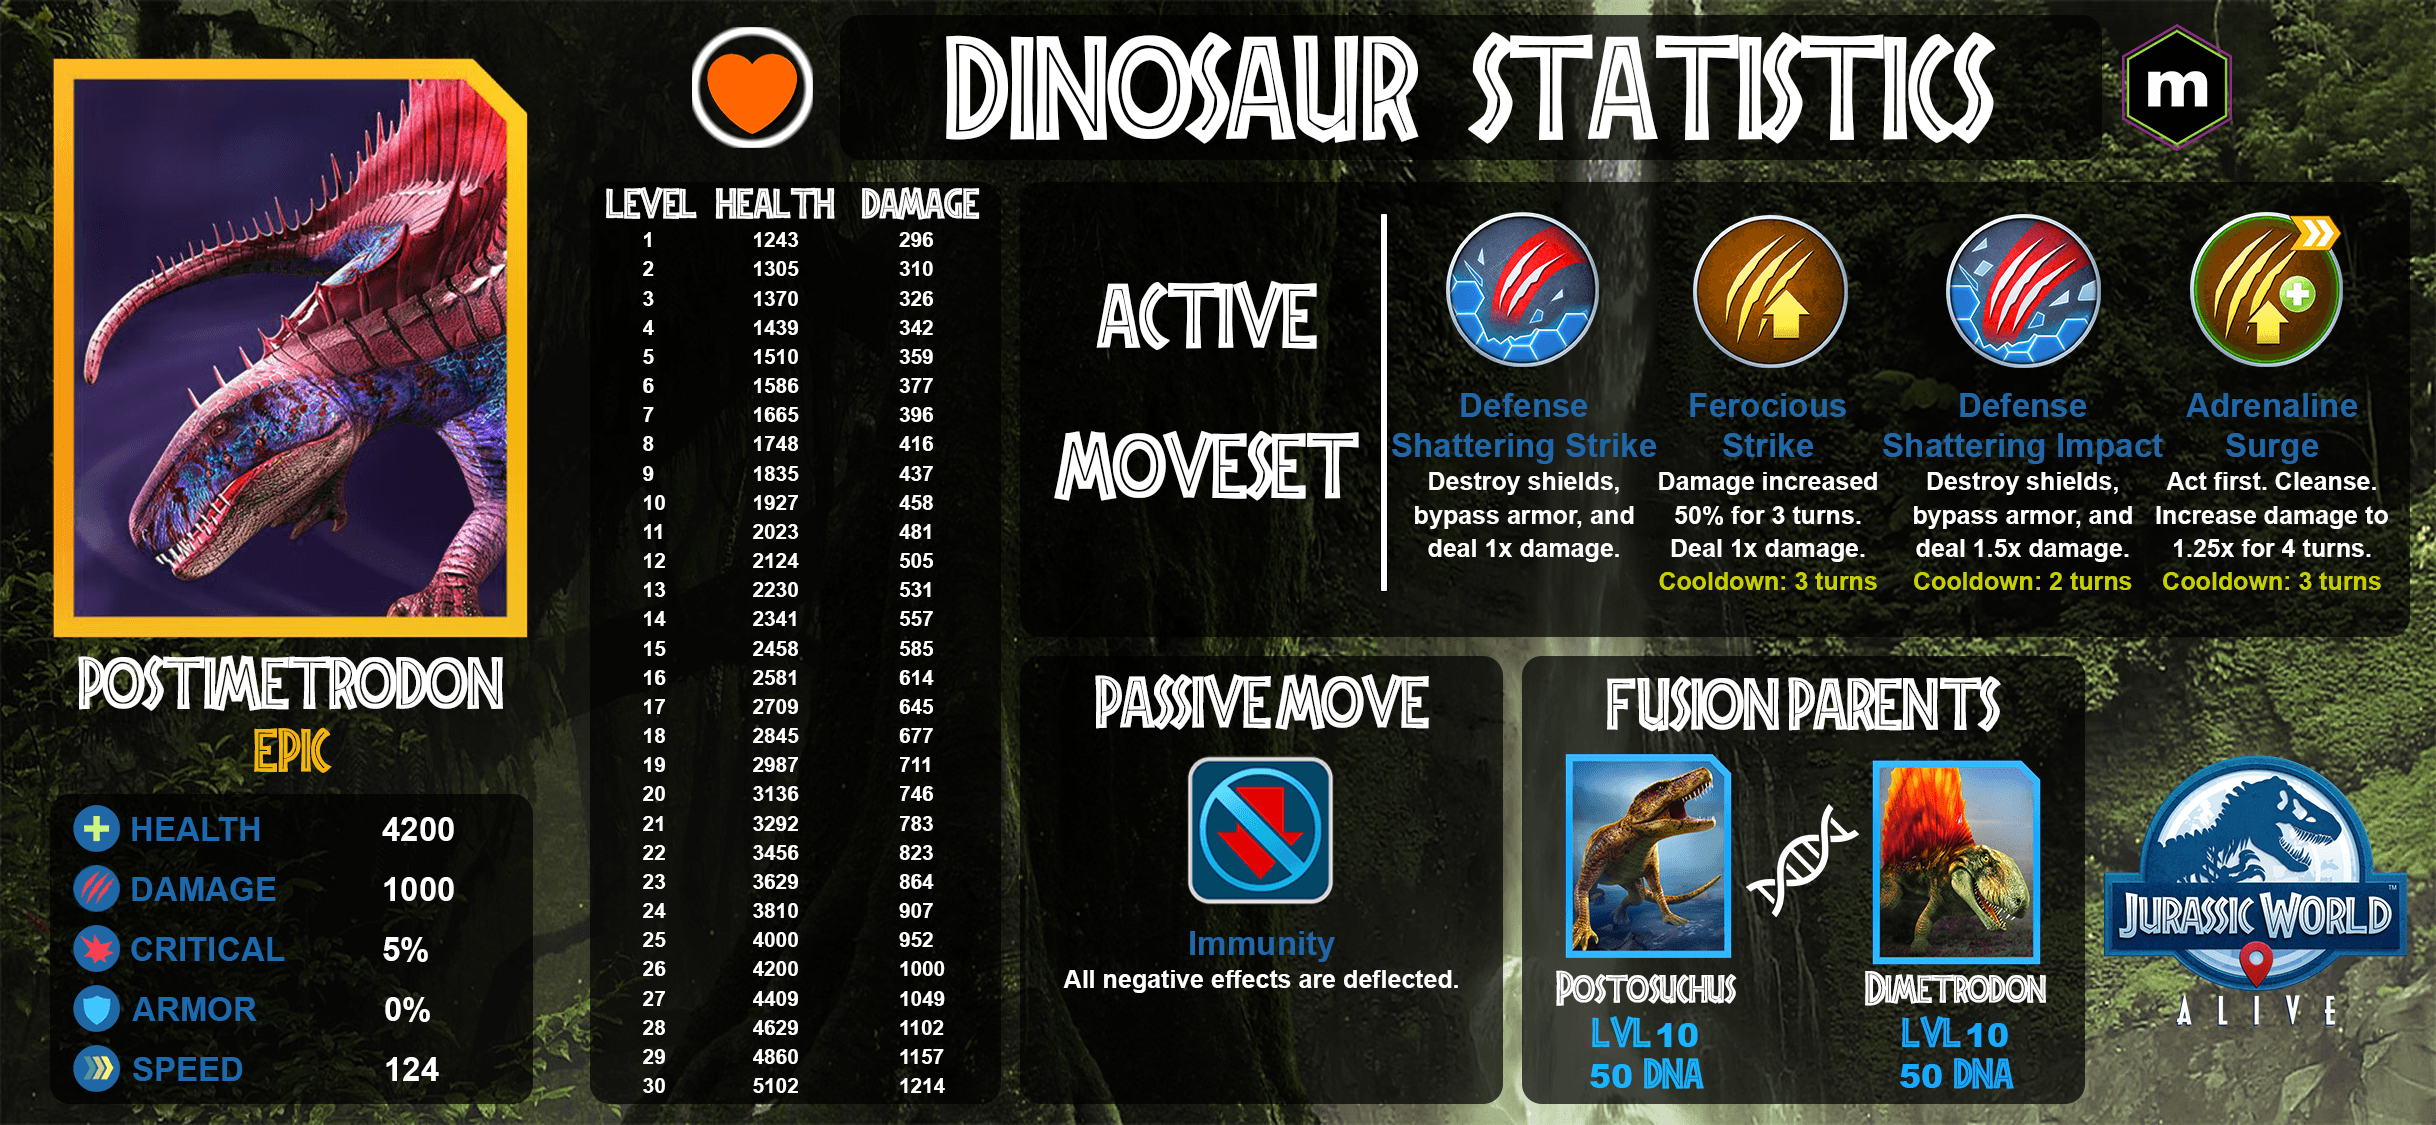 DINOSAUR STATISTICS
m
POSTIMETRODON
EPIC
HEALTH 4200
DAMAGE 1000
CRITICAL 5%
ARMOR 0%
SPEED 124
LEVEL HEALTH DAMAGE
1 1243 296
2 1305 310
3 1370 326
4 1439 342
5 1510 359
6 1586 377
7 1665 396
8 1748 416
9 1835 437
10 1927 458
11 2023 481
12 2124 505
13 2230 531
14 2341 557
15 2458 585
16 2581 614
17 2709 645
18 2845 677
19 2987 711
20 3136 746
21 3292 783
22 3456 823
23 3629 864
24 3810 907
25 4000 952
26 4200 1000
27 4409 1049
28 4629 1102
29 4860 1157
30 5102 1214
ACTIVE
MOVESET
Defense
Shattering Strike
Destroy shields,
bypass armor, and
deal 1x damage.
Ferocious
Strike
Damage increased
50% for 3 turns.
Deal 1x damage.
Cooldown: 3 turns
Defense
Shattering Impact
Destroy shields,
bypass armor, and
deal 1.5x damage.
Cooldown: 2 turns
Adrenaline
Surge
Act first. Cleanse.
Increase damage to
1.25x for 4 turns.
Cooldown: 3 turns
PASSIVE MOVE
Immunity
All negative effects are deflected.
FUSION PARENTS
POSTOSUCHUS
LVL 10
50 DNA
DIMETRODON
LVL 10
50 DNA
JURASSIC WORLD™
ALIVE